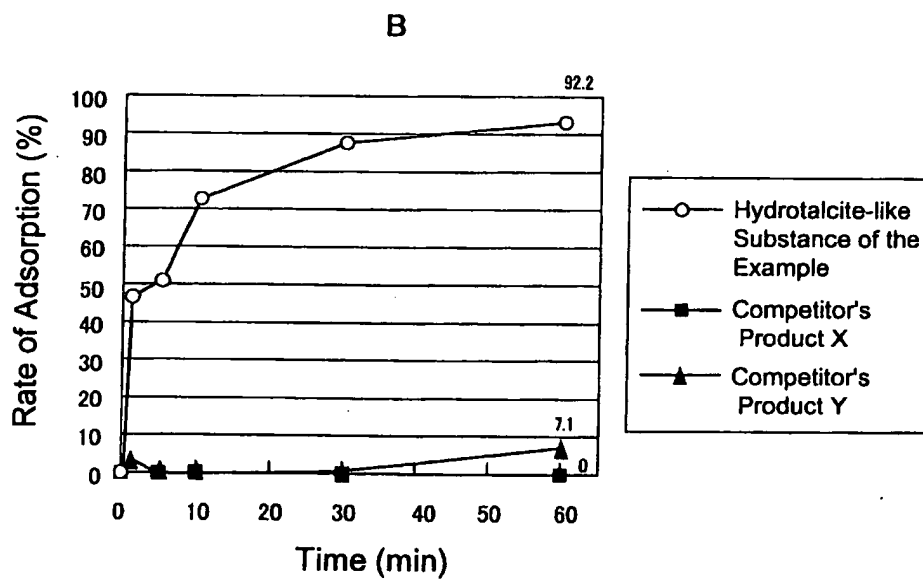 B
92.2
100
90
80
70
60
50
40
30
20
10
0
7.1
0
0 10 20 30 40 50 60
Rate of Adsorption (%)
Time (min)
Hydrotalcite-like
Substance of the
Example
Competitor's
Product X
Competitor's
Product Y